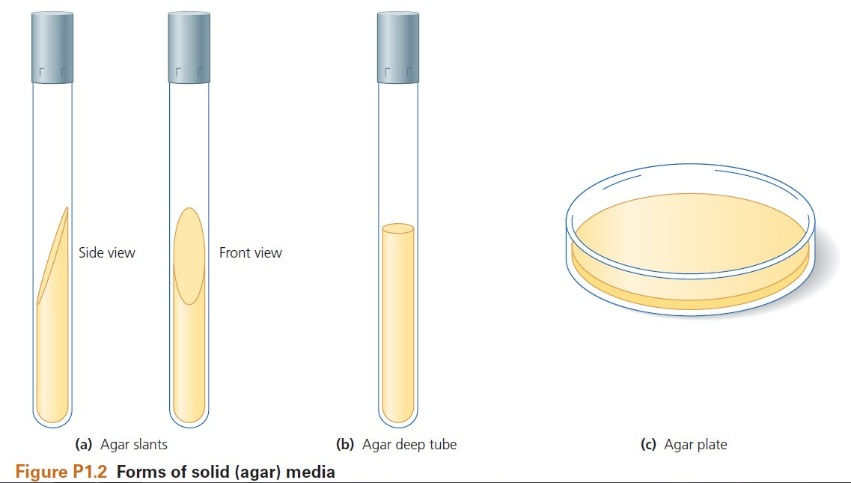 Side view
Front view
(a) Agar slants
(b) Agar deep tube
(c) Agar plate
Figure P1.2 Forms of solid (agar) media